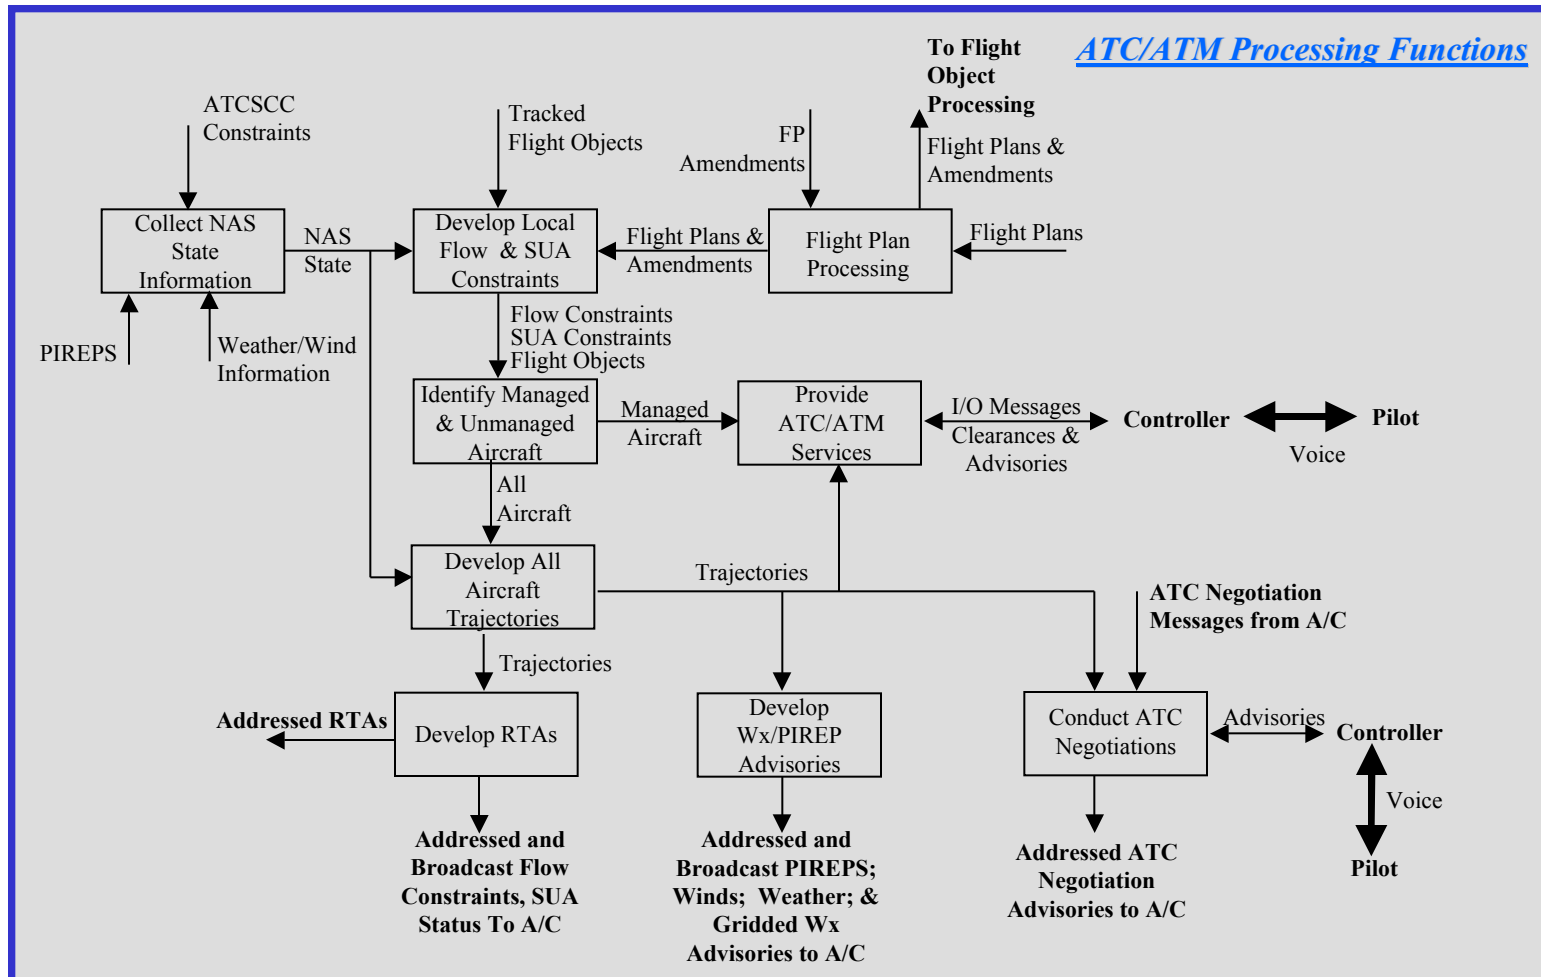 ATC/ATM Processing Functions
To Flight
Object
Processing
ATCSCC
Constraints
Tracked
Flight Objects
FP
Amendments
Flight Plans &
Amendments
Collect NAS
State
Information
NAS
State
Develop Local
Flow & SUA
Constraints
Flight Plans &
Amendments
Flight Plan
Processing
Flight Plans
PIREPS
Weather/Wind
Information
Flow Constraints
SUA Constraints
Flight Objects
Identify Managed
& Unmanaged
Aircraft
Managed
Aircraft
Provide
ATC/ATM
Services
I/O Messages
Clearances &
Advisories
Controller
Voice
Pilot
All
Aircraft
Develop All
Aircraft
Trajectories
Trajectories
ATC Negotiation
Messages from A/C
Trajectories
Addressed RTAs
Develop RTAs
Develop
Wx/PIREP
Advisories
Conduct ATC
Negotiations
Advisories
Controller
Voice
Pilot
Addressed and
Broadcast Flow
Constraints, SUA
Status To A/C
Addressed and
Broadcast PIREPS;
Winds; Weather; &
Gridded Wx
Advisories to A/C
Addressed ATC
Negotiation
Advisories to A/C